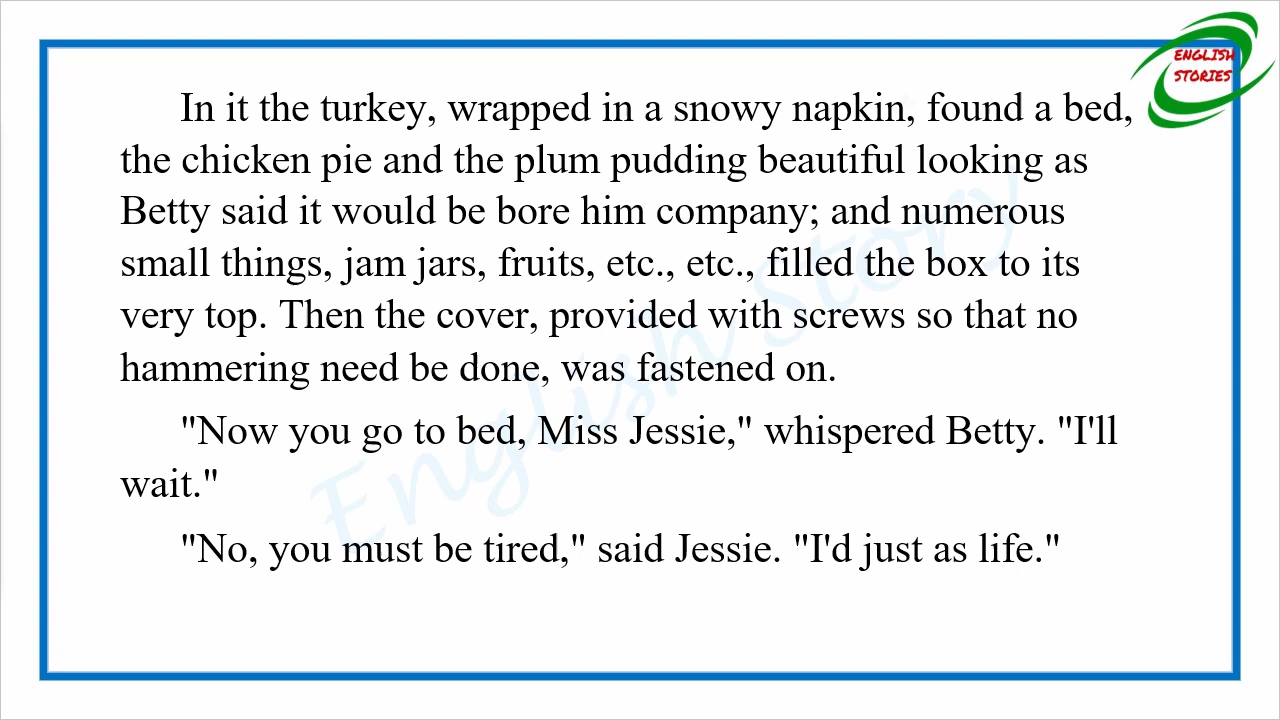 ENGLISH
STORIES
In it the turkey, wrapped in a snowy napkin, found a bed,
the chicken pie and the plum pudding beautiful looking as
Betty said it would be bore him company; and numerous
small things, jam jars, fruits, etc., etc., filled the box to its
very top. Then the cover, provided with screws so that no
hammering need be done, was fastened on.
"Now you go to bed, Miss Jessie," whispered Betty. "I'll
wait."
"No, you must be tired," said Jessie. "I'd just as life."
English Story